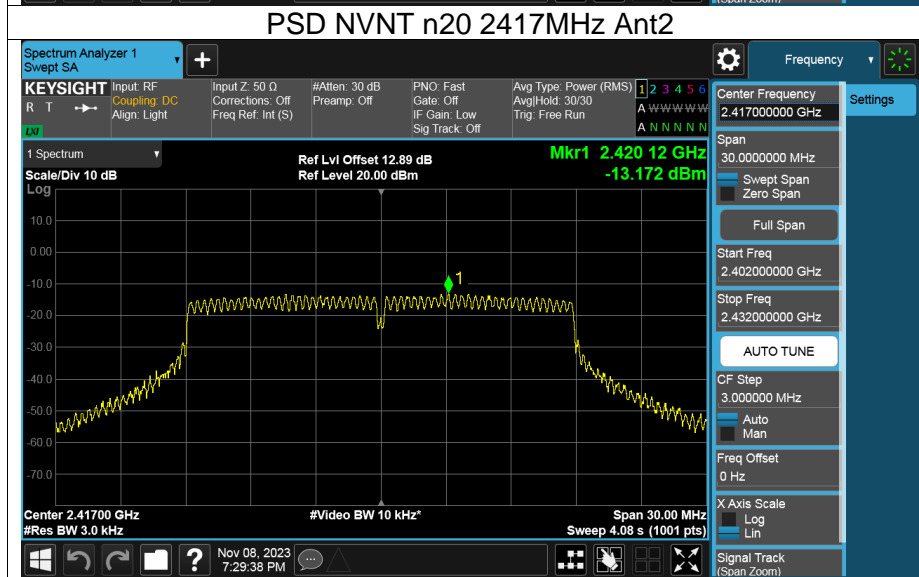 (Span Zoom)
PSD NVNT n20 2417MHz Ant2
Spectrum Analyzer 1
Swept SA
+
Frequency
KEYSIGHT
R T
LXI
Input: RF
Coupling: DC
Align: Light
Input Z: 50 Ω
Corrections: Off
Freq Ref: Int (S)
#Atten: 30 dB
Preamp: Off
PNO: Fast
Gate: Off
IF Gain: Low
Sig Track: Off
Avg Type: Power (RMS)
Avg|Hold: 30/30
Trig: Free Run
1 2 3 4 5 6
A W W W W W
A N N N N N
1 Spectrum
Scale/Div 10 dB
Log
Ref Lvl Offset 12.89 dB
Ref Level 20.00 dBm
Mkr1 2.420 12 GHz
-13.172 dBm
10.0
0.00
-10.0
-20.0
-30.0
-40.0
-50.0
-60.0
-70.0
1
Center 2.41700 GHz
#Res BW 3.0 kHz
#Video BW 10 kHz*
Span 30.00 MHz
Sweep 4.08 s (1001 pts)
Center Frequency
2.417000000 GHz
Settings
Span
30.0000000 MHz
Swept Span
Zero Span
Full Span
Start Freq
2.402000000 GHz
Stop Freq
2.432000000 GHz
AUTO TUNE
CF Step
3.000000 MHz
Auto
Man
Freq Offset
0 Hz
X Axis Scale
Log
Lin
Signal Track
(Span Zoom)
?
Nov 08, 2023
7:29:38 PM